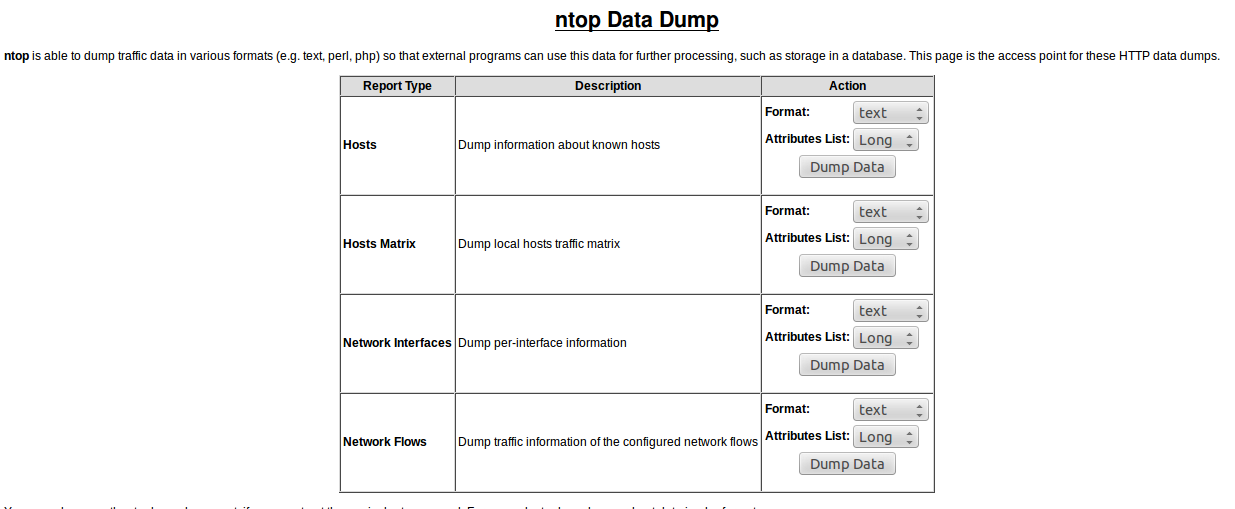 ntop Data Dump
ntop is able to dump traffic data in various formats (e.g. text, perl, php) so that external programs can use this data for further processing, such as storage in a database. This page is the access point for these HTTP data dumps.
Report Type Description Action
Hosts Dump information about known hosts
Format: text
Attributes List: Long
Dump Data
Hosts Matrix Dump local hosts traffic matrix
Format: text
Attributes List: Long
Dump Data
Network Interfaces Dump per-interface information
Format: text
Attributes List: Long
Dump Data
Network Flows Dump traffic information of the configured network flows
Format: text
Attributes List: Long
Dump Data